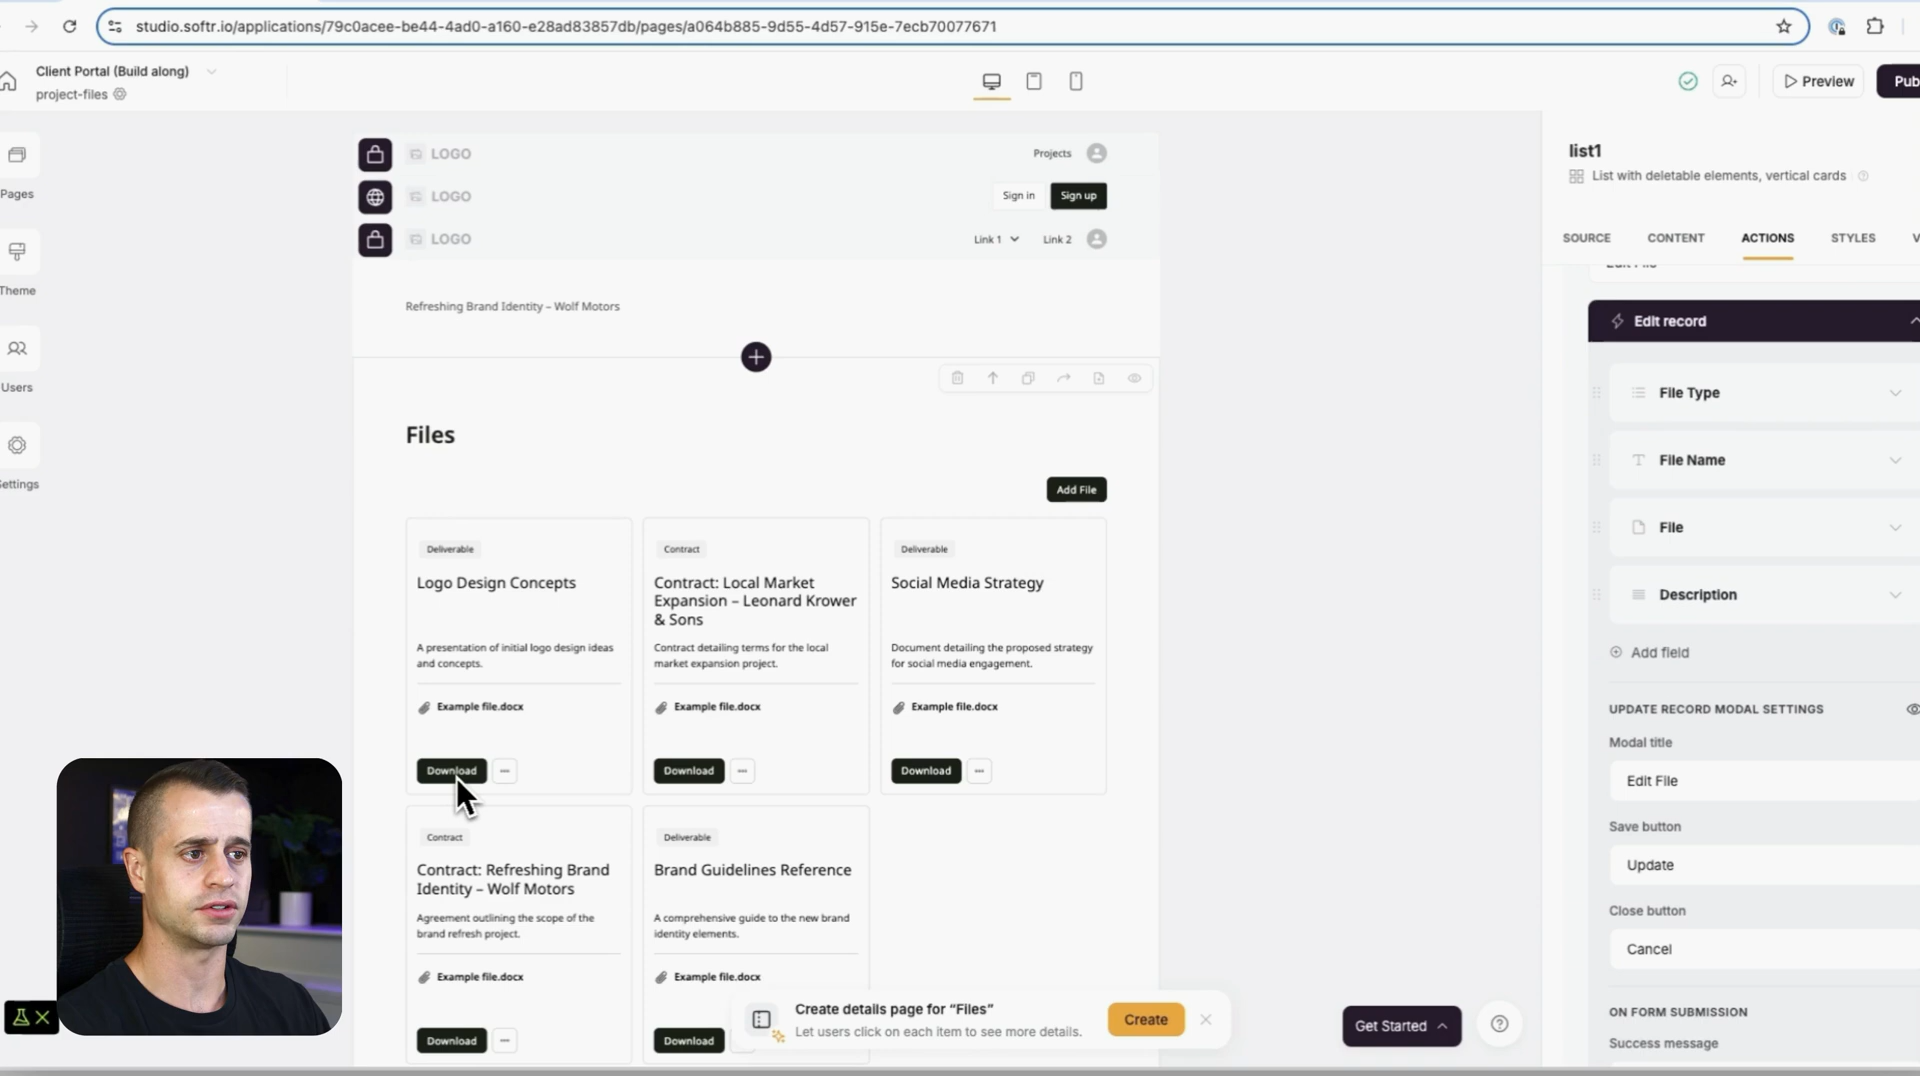 studio.softr.io/applications/79c0acee-be44-4ad0-a160-e28ad83857db/pages/a064b885-9d55-4d57-915e-7ecb70077671
Client Portal (Build along)
project-files
Preview
Pub
Pages
Theme
Users
Settings
LOGO
Projects
LOGO
Sign in
Sign up
LOGO
Link 1
Link 2
Refreshing Brand Identity – Wolf Motors
Files
Add File
Deliverable
Logo Design Concepts
A presentation of initial logo design ideas
and concepts.
Example file.docx
Download
Contract
Contract: Local Market
Expansion – Leonard Krower
& Sons
Contract detailing terms for the local
market expansion project.
Example file.docx
Download
Deliverable
Social Media Strategy
Document detailing the proposed strategy
for social media engagement.
Example file.docx
Download
Contract
Contract: Refreshing Brand
Identity – Wolf Motors
Agreement outlining the scope of the
brand refresh project.
Example file.docx
Download
Deliverable
Brand Guidelines Reference
A comprehensive guide to the new brand
identity elements.
Example file.docx
Download
Create details page for “Files”
Let users click on each item to see more details.
Create
Get Started
list1
List with deletable elements, vertical cards
SOURCE
CONTENT
ACTIONS
STYLES
V
Edit File
Edit record
File Type
File Name
File
Description
Add field
UPDATE RECORD MODAL SETTINGS
Modal title
Edit File
Save button
Update
Close button
Cancel
ON FORM SUBMISSION
Success message